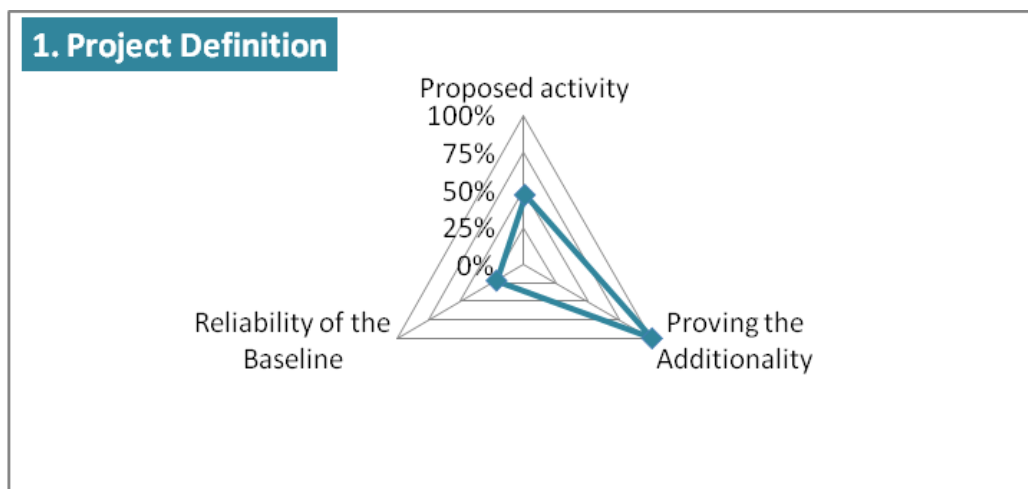 1. Project Definition
Proposed activity
100%
75%
50%
25%
0%
Reliability of the
Baseline
Proving the
Additionality